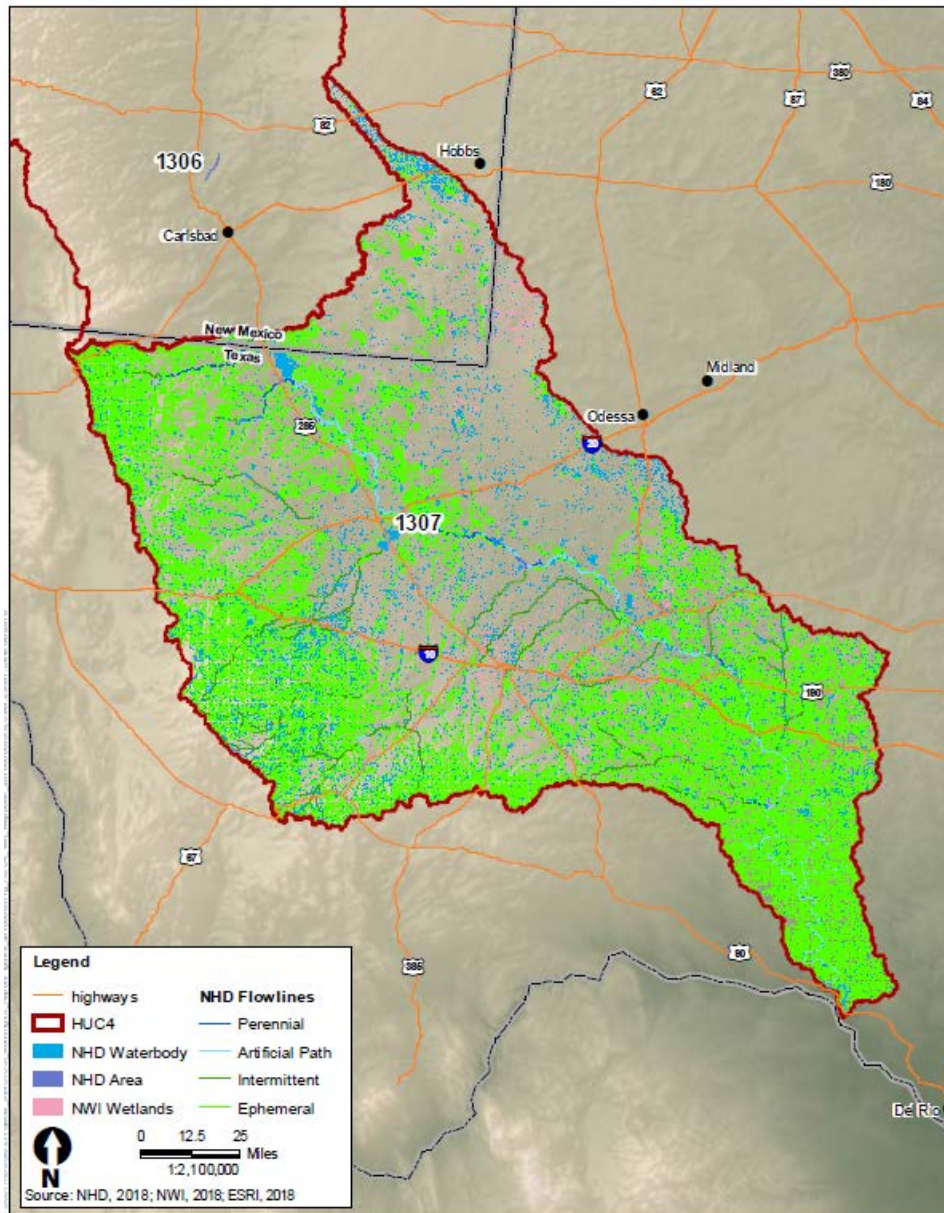 380
82
87
84
82
Hobbs
1306
180
Carlsbad
New Mexico
Texas
Midland
Odessa
285
20
1307
10
190
67
90
385
Legend
highways
HUC4
NHD Waterbody
NHD Area
NWI Wetlands
NHD Flowlines
Perennial
Artificial Path
Intermittent
Ephemeral
N
0 12.5 25
Miles
1:2,100,000
Source: NHD, 2018; NWI, 2018; ESRI, 2018
Del Rio